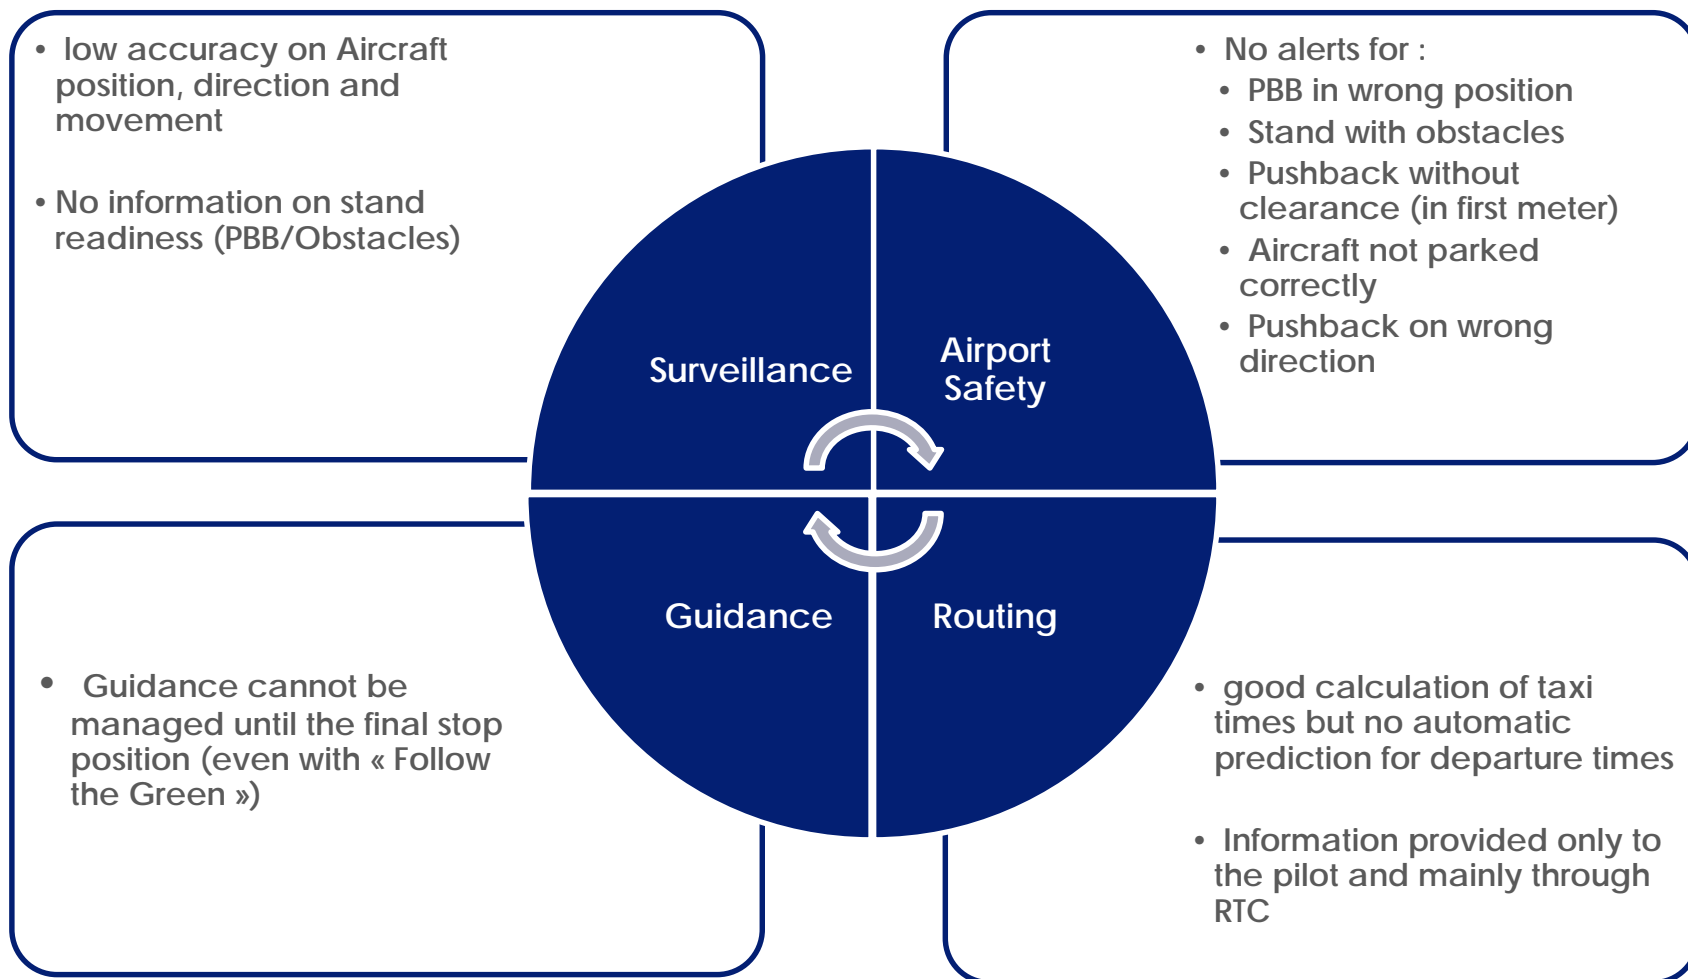 • low accuracy on Aircraft
position, direction and
movement
• No information on stand
readiness (PBB/Obstacles)
• No alerts for :
• PBB in wrong position
• Stand with obstacles
• Pushback without
clearance (in first meter)
• Aircraft not parked
correctly
• Pushback on wrong
direction
Surveillance
Airport
Safety
Guidance
Routing
• Guidance cannot be
managed until the final stop
position (even with « Follow
the Green »)
• good calculation of taxi
times but no automatic
prediction for departure times
• Information provided only to
the pilot and mainly through
RTC